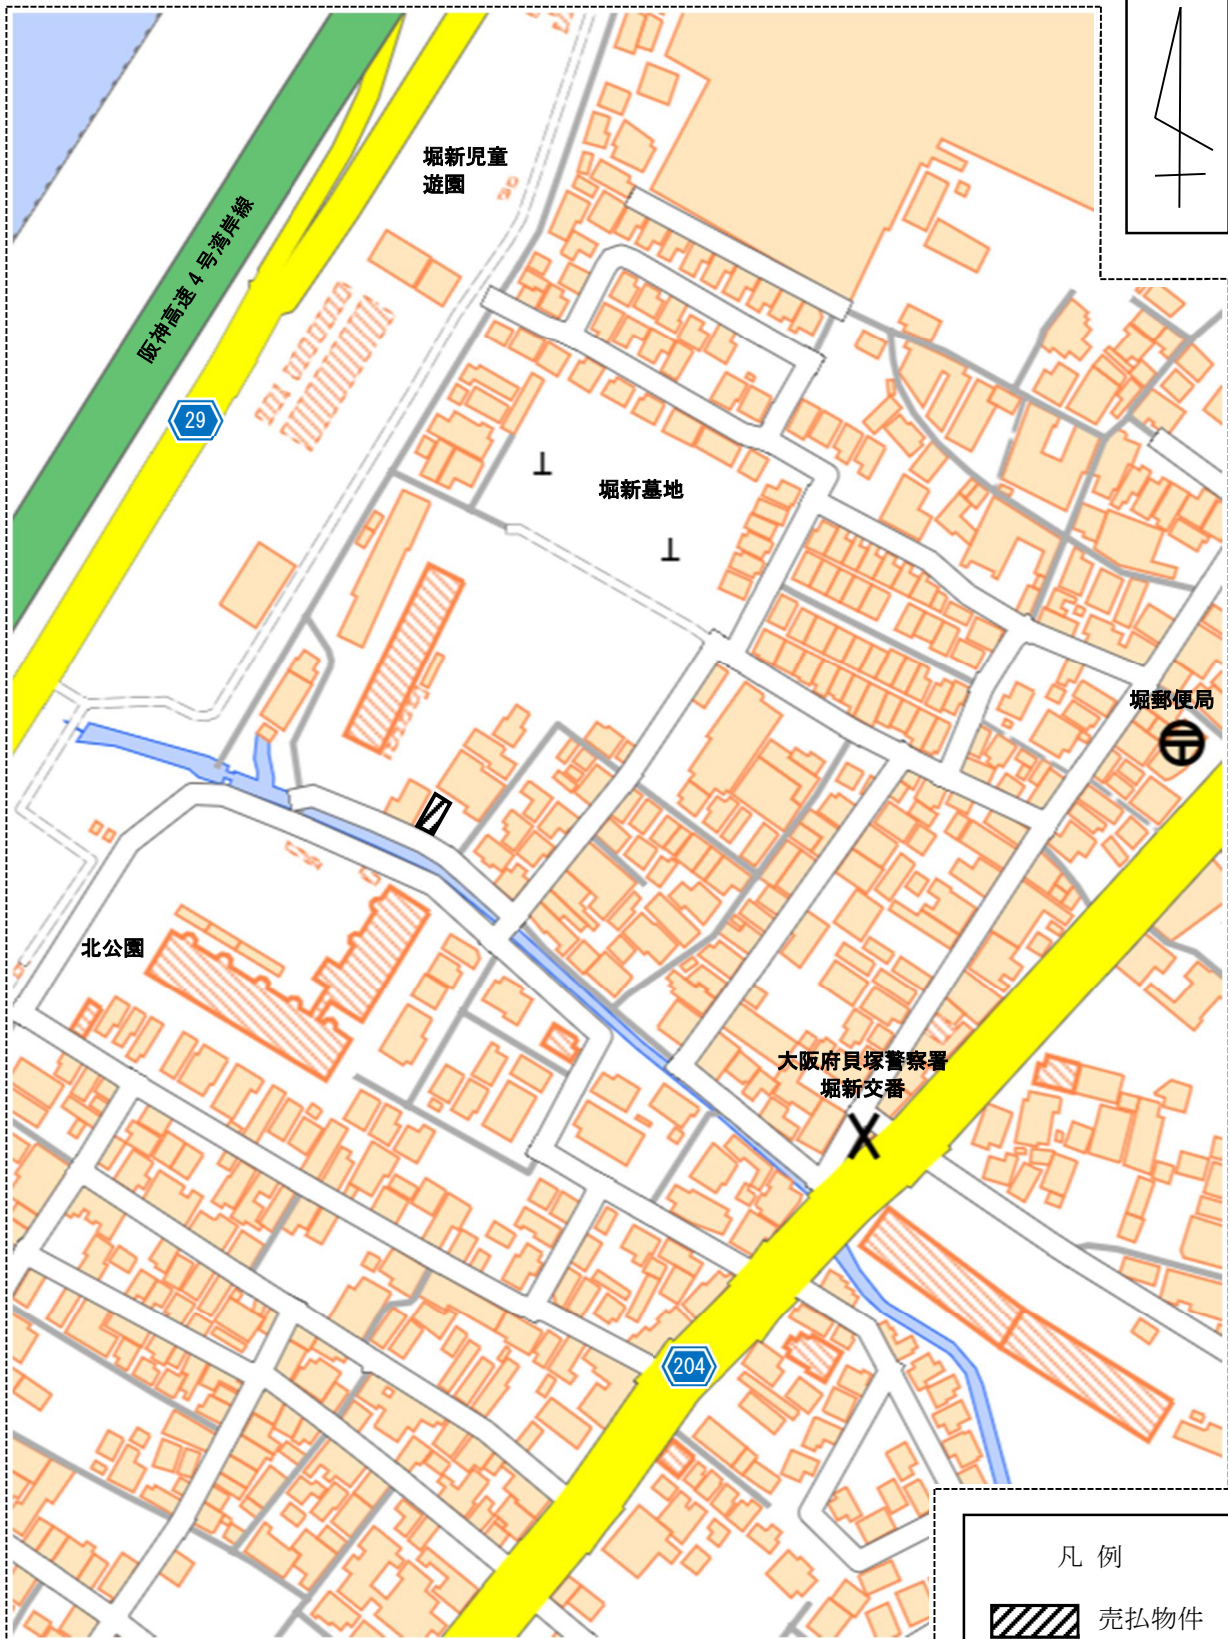 堀新児童
遊園
阪神高速4号湾岸線
29
堀新墓地
堀郵便局
北公園
大阪府貝塚警察署
堀新交番
204
凡 例
売払物件